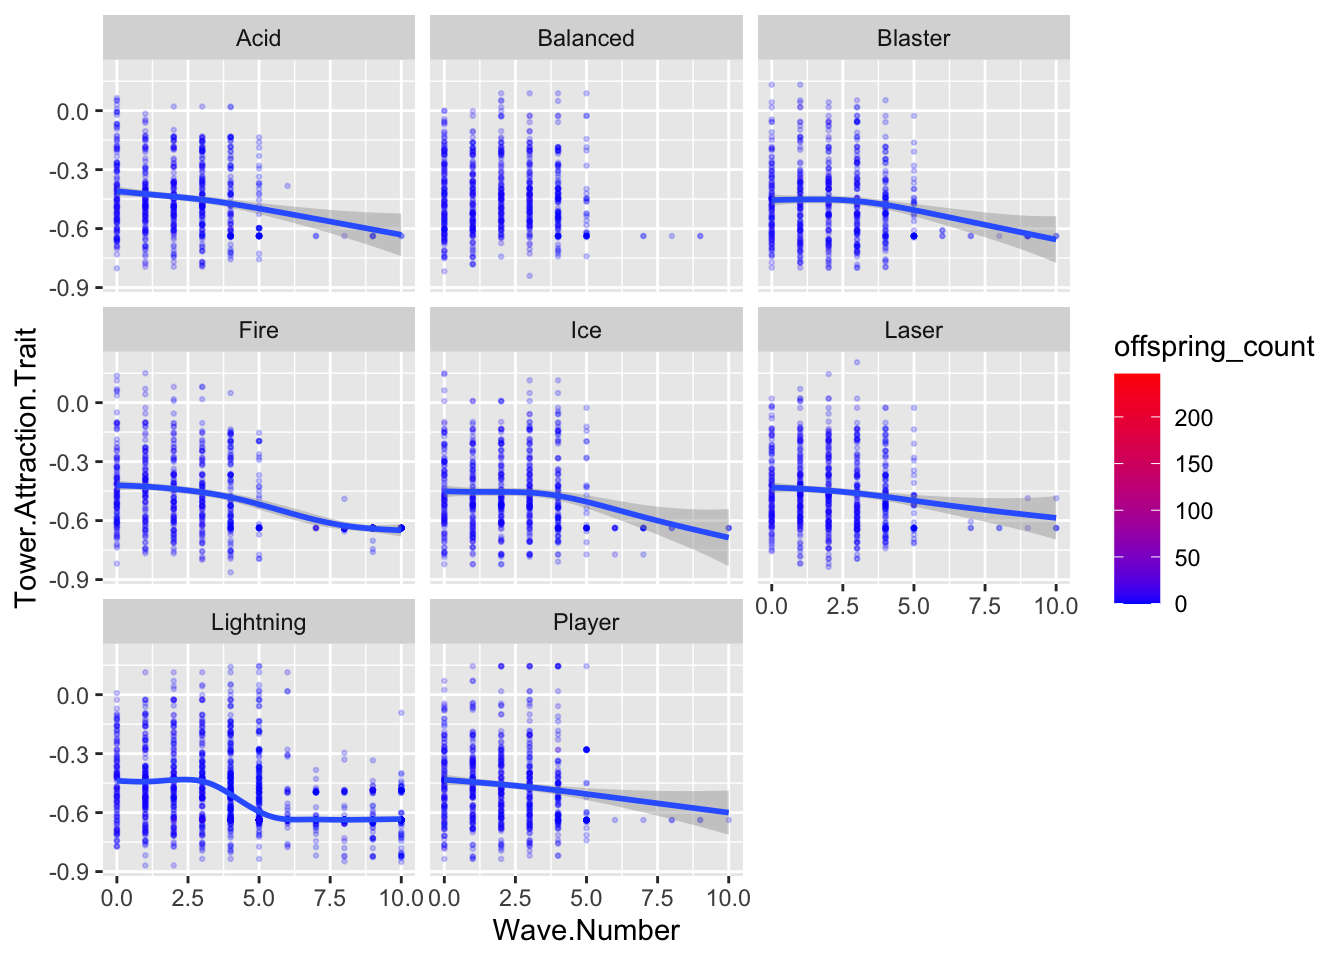 Acid Balanced Blaster
0.0
-0.3
-0.6
-0.9
Fire Ice Laser
0.0
-0.3
-0.6
-0.9
0.0 2.5 5.0 7.5 10.0
Lightning Player
0.0
-0.3
-0.6
-0.9
0.0 2.5 5.0 7.5 10.0 0.0 2.5 5.0 7.5 10.0
Wave.Number
Tower.Attraction.Trait
offspring_count
200
150
100
50
0